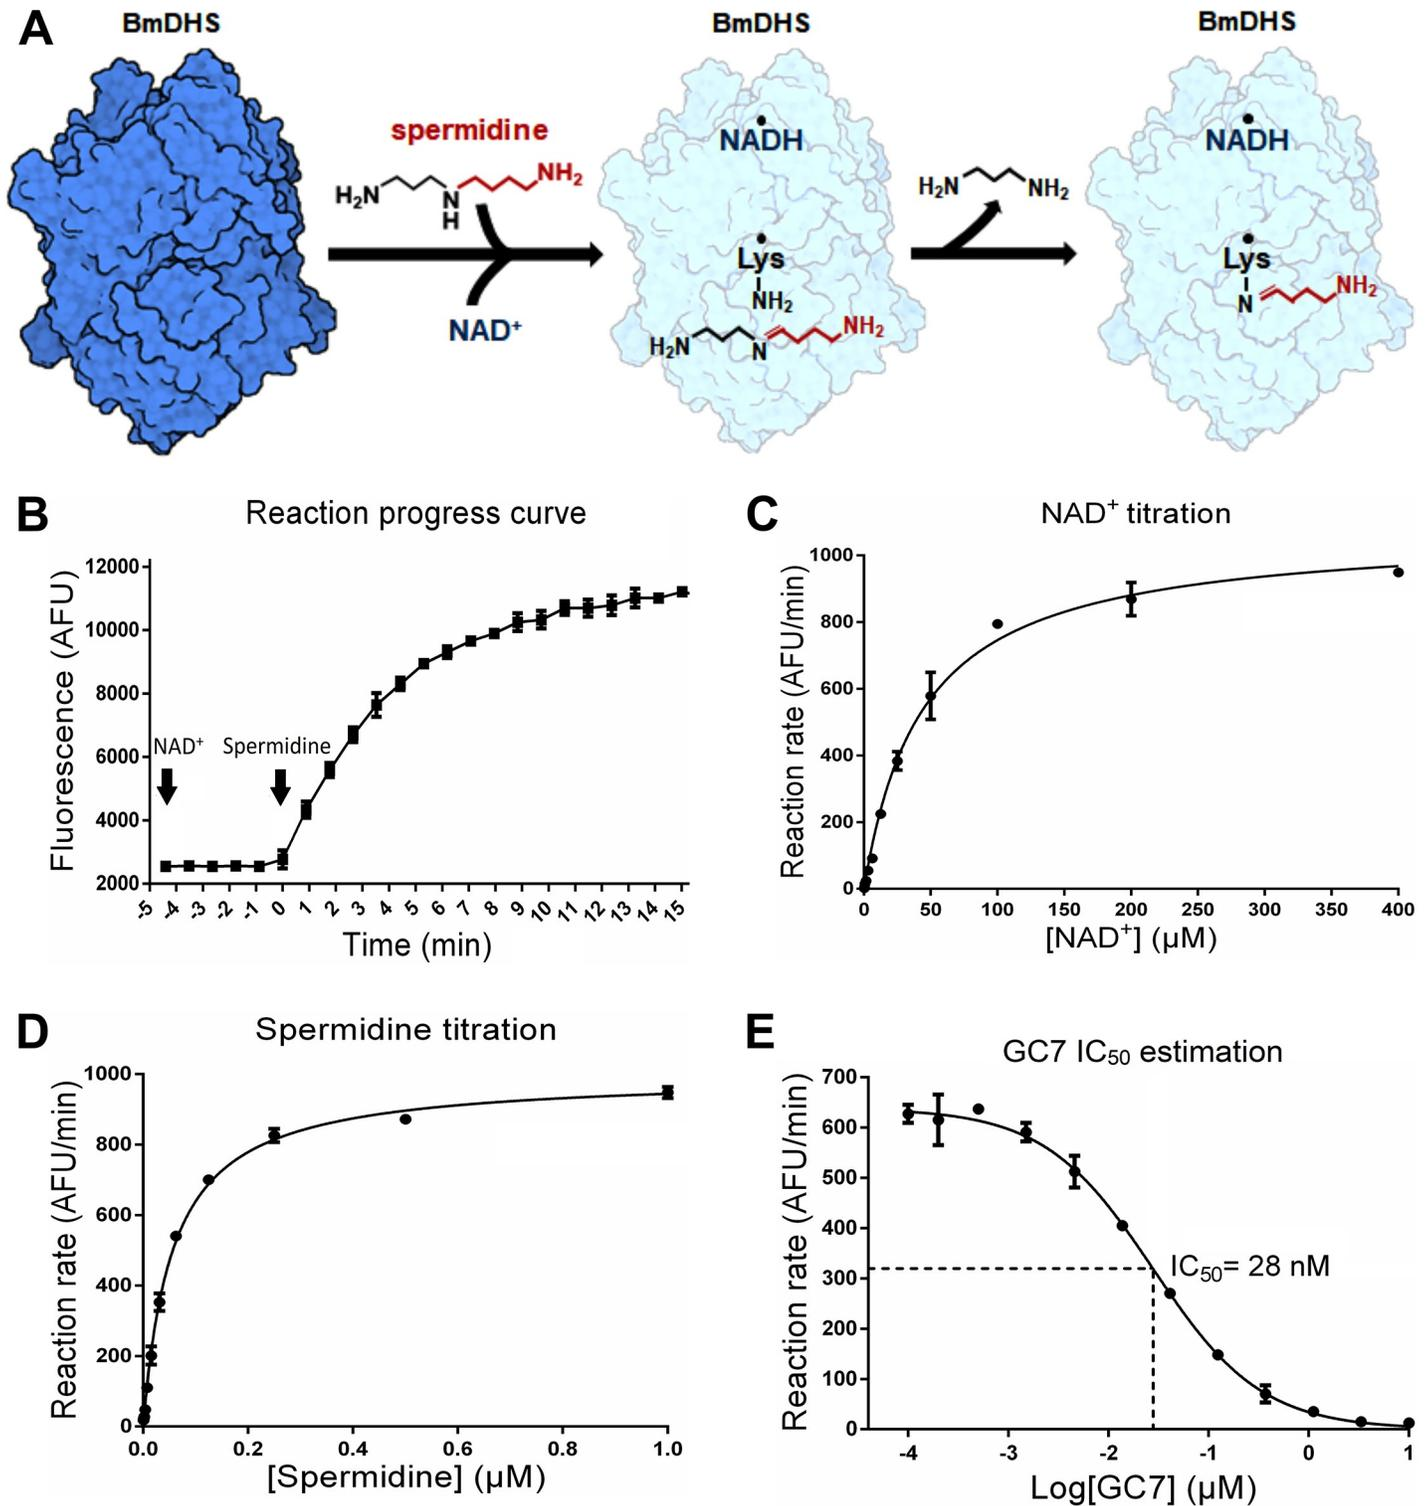 A
BmDHS
BmDHS
BmDHS
spermidine
H₂N
N
H
NH₂
NAD⁺
NADH
Lys
NH₂
H₂N
N
NH₂
H₂N
NH₂
NADH
Lys
N
NH₂
B
Reaction progress curve
Fluorescence (AFU)
12000
10000
8000
6000
4000
2000
NAD⁺
Spermidine
-5 -4 -3 -2 -1 0 1 2 3 4 5 6 7 8 9 10 11 12 13 14 15
Time (min)
C
NAD⁺ titration
Reaction rate (AFU/min)
1000
800
600
400
200
0
0 50 100 150 200 250 300 350 400
[NAD⁺] (µM)
D
Spermidine titration
Reaction rate (AFU/min)
1000
800
600
400
200
0
0.0 0.2 0.4 0.6 0.8 1.0
[Spermidine] (µM)
E
GC7 IC₅₀ estimation
Reaction rate (AFU/min)
700
600
500
400
300
200
100
0
IC₅₀= 28 nM
-4 -3 -2 -1 0 1
Log[GC7] (µM)